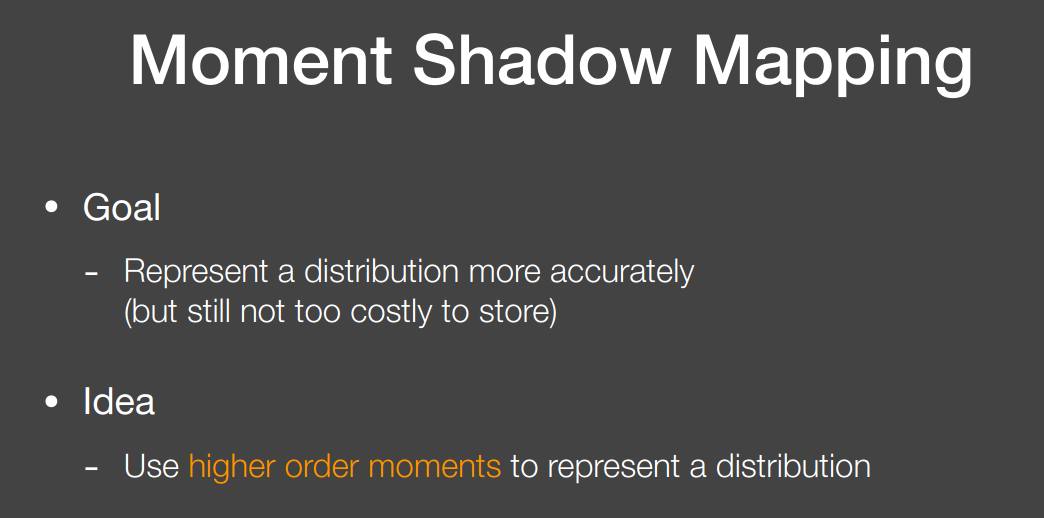 Moment Shadow Mapping
• Goal
- Represent a distribution more accurately
(but still not too costly to store)
• Idea
- Use higher order moments to represent a distribution